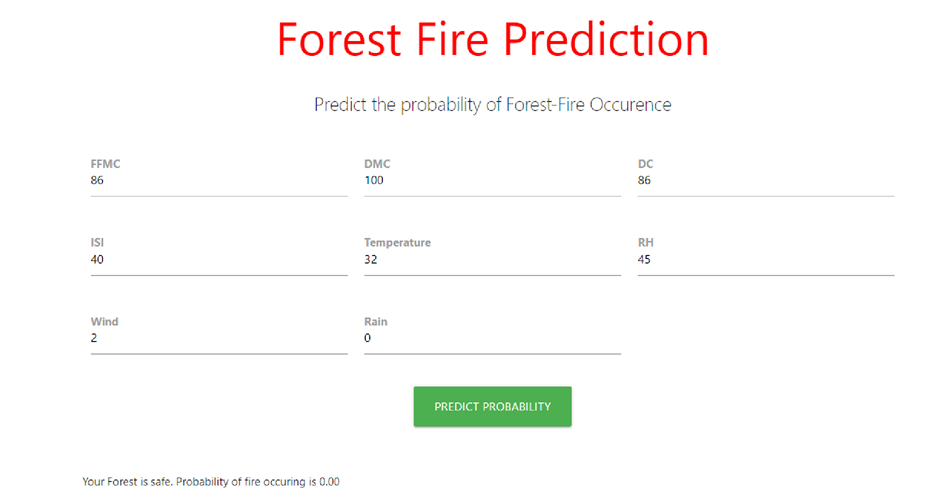 Forest Fire Prediction
Predict the probability of Forest-Fire Occurence
FFMC DMC DC
86 100 86
ISI Temperature RH
40 32 45
Wind Rain
2 0
PREDICT PROBABILITY
Your Forest is safe. Probability of fire occuring is 0.00